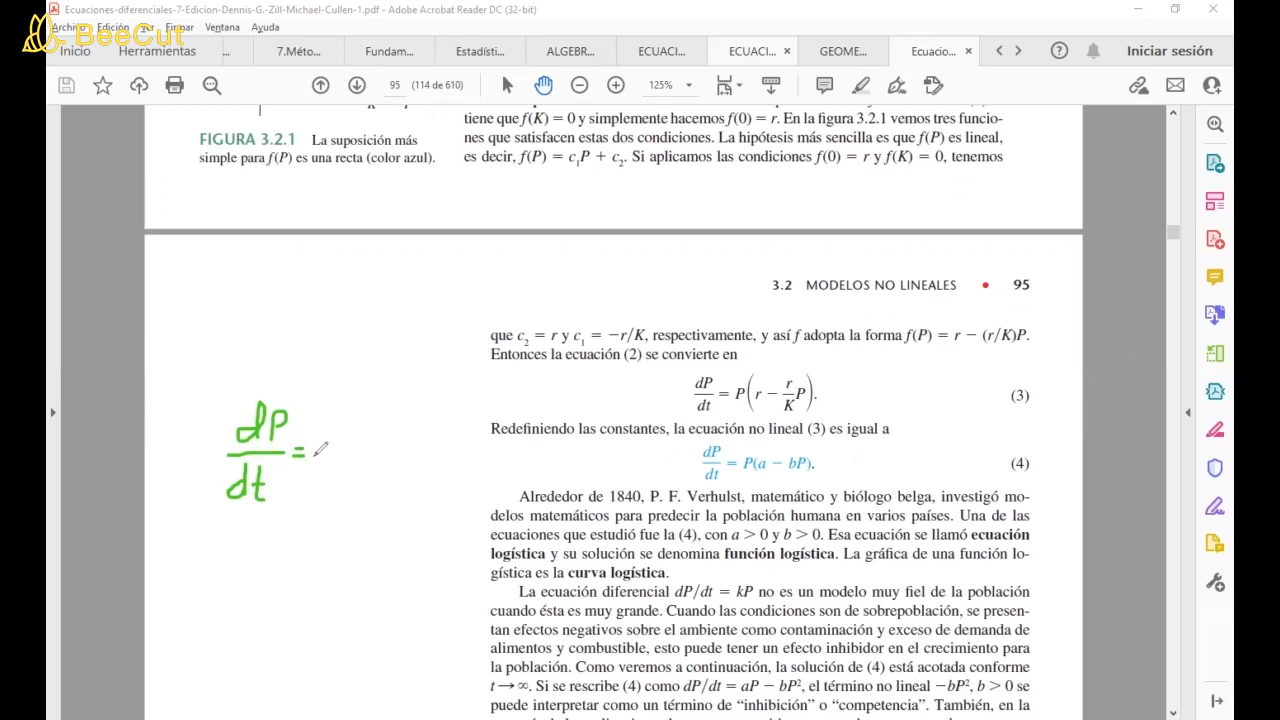 Ecuaciones-diferenciales-7-Edicion-Dennis-G.-Zill-Michael-Cullen-1.pdf - Adobe Acrobat Reader DC (32-bit)
Archivo Edición Ver Firmar Ventana Ayuda
BeeCut
Inicio Herramientas ... 7.Méto... Fundam... Estadísti... ALGEBR... ECUACI... ECUACI... × GEOME... Ecuacio... × Iniciar sesión
95 (114 de 610) 125%
tiene que f(K) = 0 y simplemente hacemos f(0) = r. En la figura 3.2.1 vemos tres funcio-
FIGURA 3.2.1 La suposición más
simple para f(P) es una recta (color azul).
nes que satisfacen estas dos condiciones. La hipótesis más sencilla es que f(P) es lineal,
es decir, f(P) = c₁P + c₂. Si aplicamos las condiciones f(0) = r y f(K) = 0, tenemos
3.2 MODELOS NO LINEALES ● 95
que c₂ = r y c₁ = −r/K, respectivamente, y así f adopta la forma f(P) = r − (r/K)P.
Entonces la ecuación (2) se convierte en
dP/dt = P(r − r/K P). (3)
Redefiniendo las constantes, la ecuación no lineal (3) es igual a
dP/dt = P(a − bP). (4)
dP/dt =
Alrededor de 1840, P. F. Verhulst, matemático y biólogo belga, investigó mo-
delos matemáticos para predecir la población humana en varios países. Una de las
ecuaciones que estudió fue la (4), con a > 0 y b > 0. Esa ecuación se llamó ecuación
logística y su solución se denomina función logística. La gráfica de una función lo-
gística es la curva logística.
La ecuación diferencial dP/dt = kP no es un modelo muy fiel de la población
cuando ésta es muy grande. Cuando las condiciones son de sobrepoblación, se presen-
tan efectos negativos sobre el ambiente como contaminación y exceso de demanda de
alimentos y combustible, esto puede tener un efecto inhibidor en el crecimiento para
la población. Como veremos a continuación, la solución de (4) está acotada conforme
t → ∞. Si se rescribe (4) como dP/dt = aP − bP², el término no lineal −bP², b > 0 se
puede interpretar como un término de “inhibición” o “competencia”. También, en la